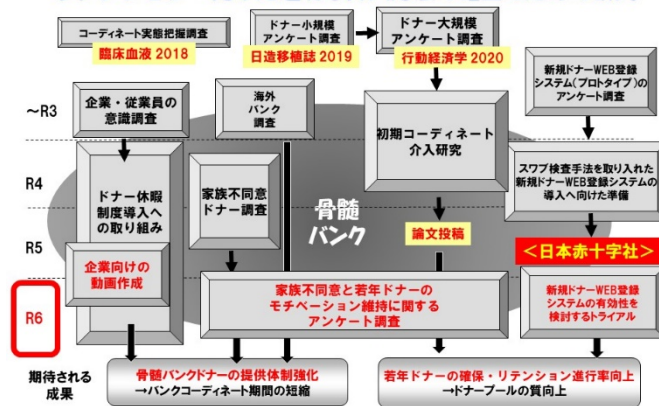 コーディネート実態把握調査
臨床血液 2018
ドナー小規模
アンケート調査
日造移植誌 2019
ドナー大規模
アンケート調査
行動経済学 2020
新規ドナーWEB登録
システム(プロトタイプ)の
アンケート調査
～R3
企業・従業員の
意識調査
海外
バンク
調査
初期コーディネート
介入研究
R4
ドナー休暇
制度導入へ
の取り組み
家族不同意
ドナー調査
骨髄
バンク
スワブ検査手法を取り入れた
新規ドナーWEB登録システムの
導入へ向けた準備
R5
企業向けの
動画作成
論文投稿
＜日本赤十字社＞
R6
家族不同意と若年ドナーの
モチベーション維持に関する
アンケート調査
新規ドナーWEB登録
システムの有効性を
検討するトライアル
期待される
成果
骨髄バンクドナーの提供体制強化
→バンクコーディネート期間の短縮
若年ドナーの確保・リテンション進行率向上
→ドナープールの質向上